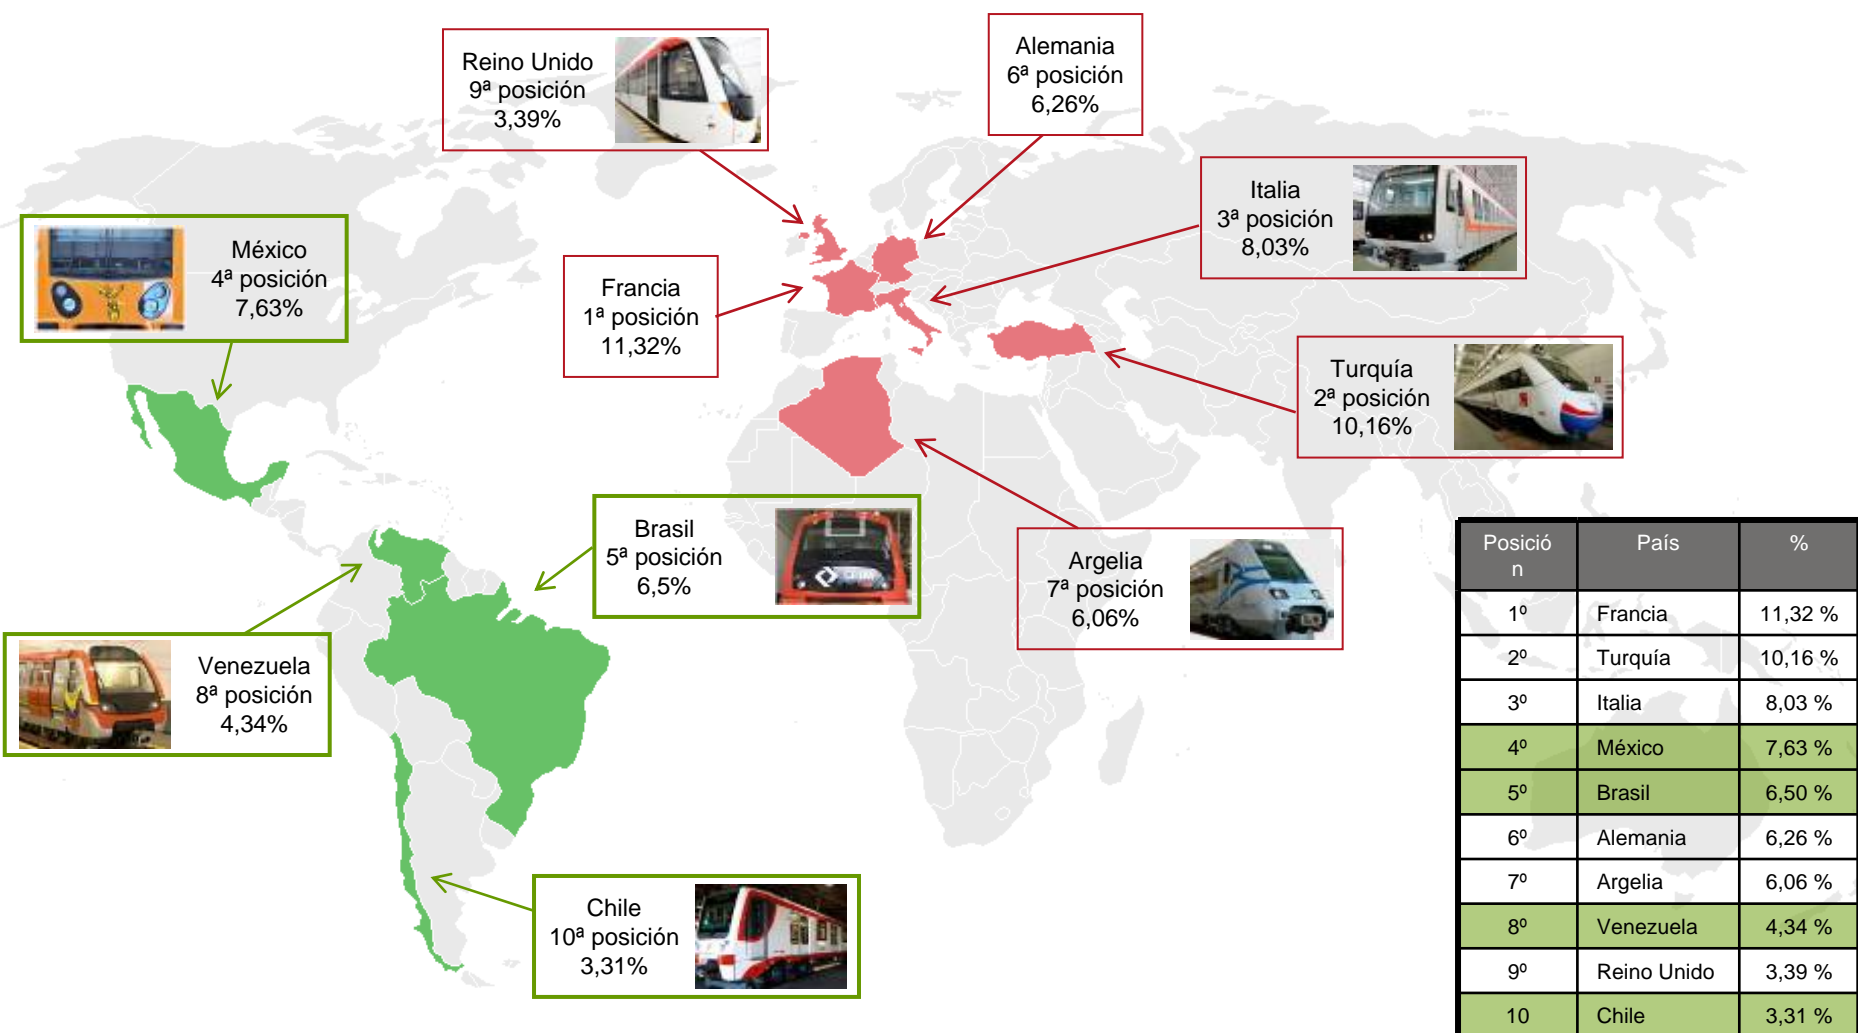 Reino Unido
9ª posición
3,39%
Alemania
6ª posición
6,26%
Italia
3ª posición
8,03%
México
4ª posición
7,63%
Francia
1ª posición
11,32%
Turquía
2ª posición
10,16%
Brasil
5ª posición
6,5%
Argelia
7ª posición
6,06%
Venezuela
8ª posición
4,34%
Chile
10ª posición
3,31%
Posició
n
País
%
1º Francia 11,32 %
2º Turquía 10,16 %
3º Italia 8,03 %
4º México 7,63 %
5º Brasil 6,50 %
6º Alemania 6,26 %
7º Argelia 6,06 %
8º Venezuela 4,34 %
9º Reino Unido 3,39 %
10 Chile 3,31 %